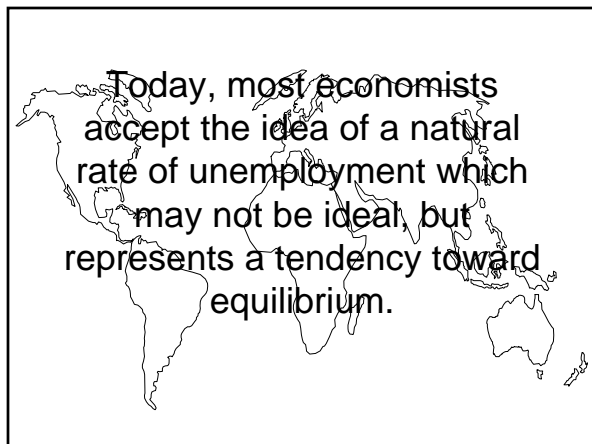 Today, most economists
accept the idea of a natural
rate of unemployment which
may not be ideal, but
represents a tendency toward
equilibrium.